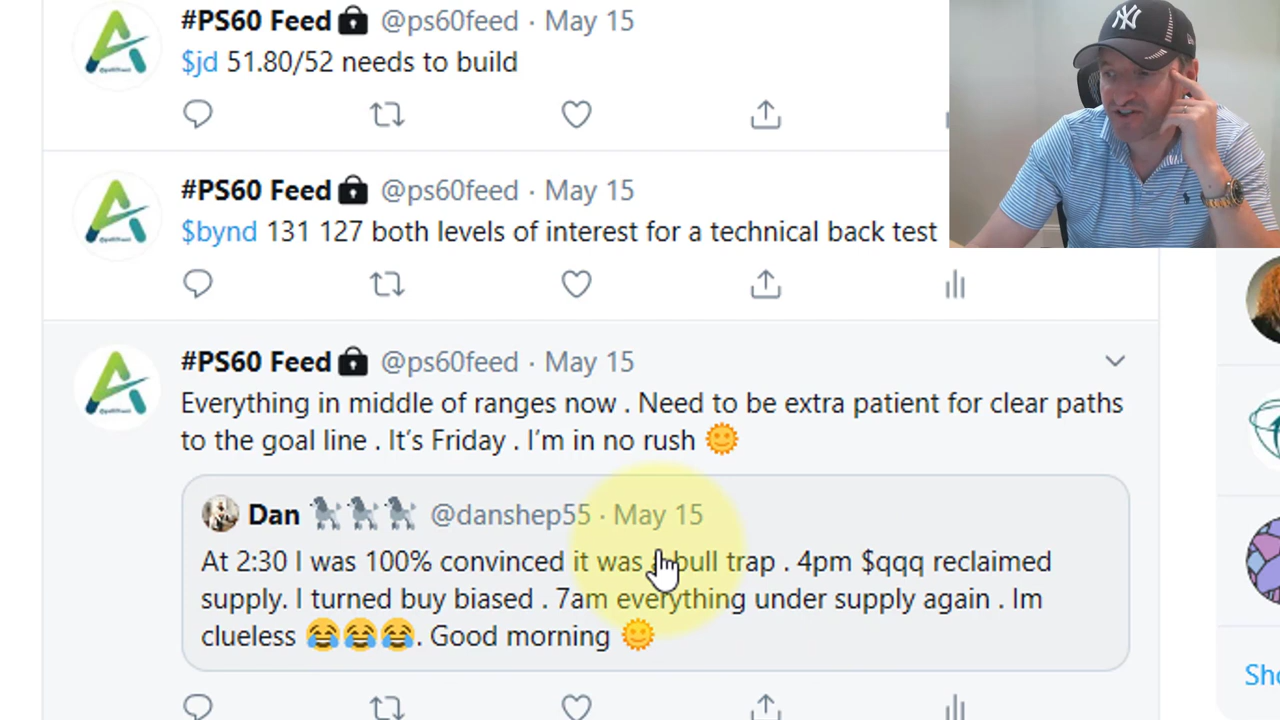 #PS60 Feed🔒 @ps60feed · May 15
$jd 51.80/52 needs to build
#PS60 Feed🔒 @ps60feed · May 15
$bynd 131 127 both levels of interest for a technical back test
#PS60 Feed🔒 @ps60feed · May 15
Everything in middle of ranges now . Need to be extra patient for clear paths
to the goal line . It’s Friday . I’m in no rush 🌞
Dan 🐩🐩🐩 @danshep55 · May 15
At 2:30 I was 100% convinced it was a bull trap . 4pm $qqq reclaimed
supply. I turned buy biased . 7am everything under supply again . Im
clueless 😂😂😂. Good morning 🌞
NY